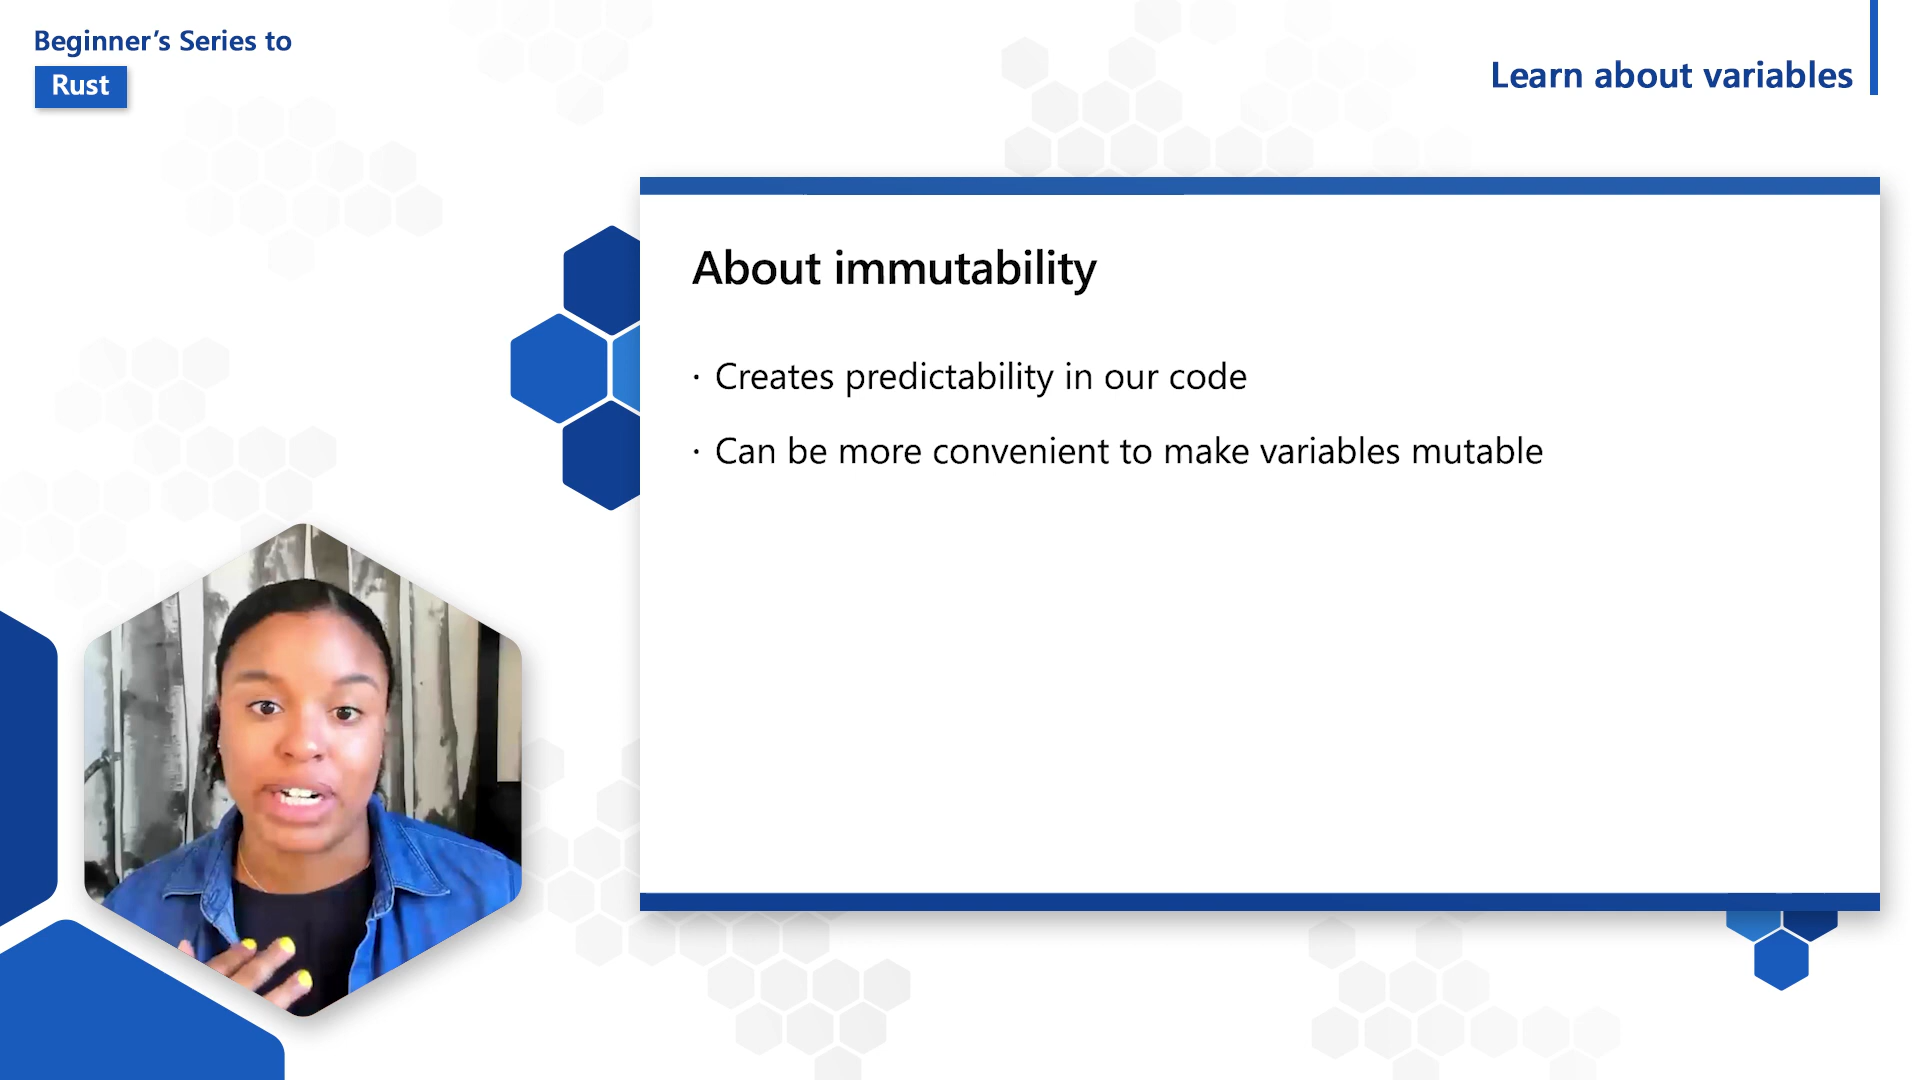 Beginner’s Series to
Rust
Learn about variables
About immutability
· Creates predictability in our code
· Can be more convenient to make variables mutable